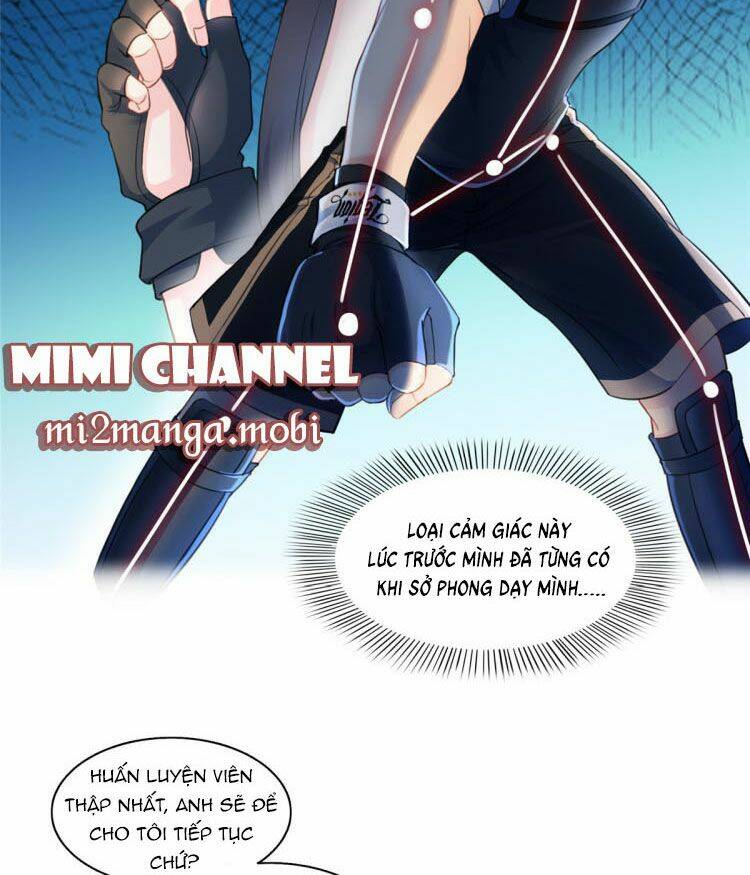 Legion
MIMI CHANNEL
mi2manga.mobi
LOẠI CẢM GIÁC NÀY
LÚC TRƯỚC MÌNH ĐÃ TỪNG CÓ
KHI SỞ PHONG DẠY MÌNH.....
HUẤN LUYỆN VIÊN
THẬP NHẤT, ANH SẼ ĐỂ
CHO TÔI TIẾP TỤC
CHỨ?